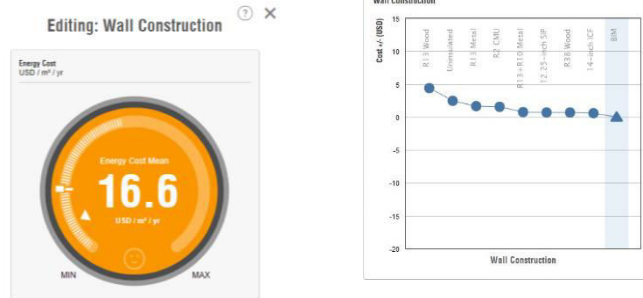 Editing: Wall Construction
?
Energy Cost
USD / m² / yr
Energy Cost Mean
16.6
USD / m² / yr
MIN
MAX
Wall Construction
Cost +/- (USD)
15
10
5
0
-5
-10
-15
-20
R13 Wood
Uninsulated
R13 Metal
R2 CMU
R13+R10 Metal
12.25-inch SIP
R38 Wood
14-inch ICF
BIM
Wall Construction